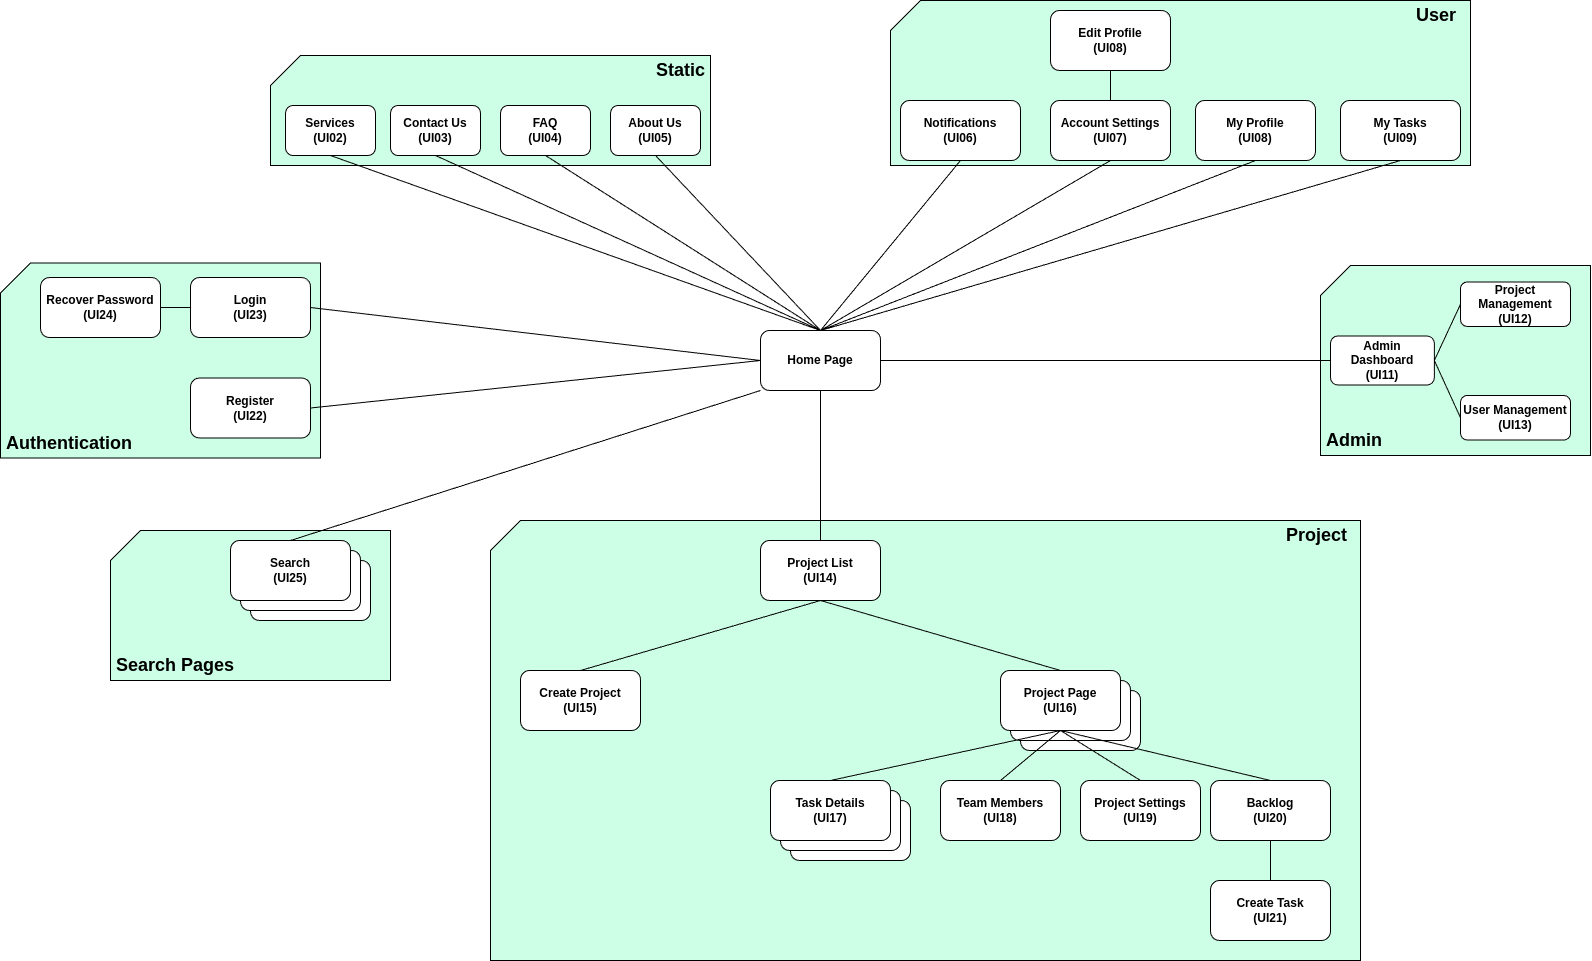 User
Edit Profile
(UI08)
Notifications
(UI06)
Account Settings
(UI07)
My Profile
(UI08)
My Tasks
(UI09)
Static
Services
(UI02)
Contact Us
(UI03)
FAQ
(UI04)
About Us
(UI05)
Recover Password
(UI24)
Login
(UI23)
Register
(UI22)
Authentication
Home Page
Project
Management
(UI12)
Admin
Dashboard
(UI11)
User Management
(UI13)
Admin
Search
(UI25)
Search Pages
Project
Project List
(UI14)
Create Project
(UI15)
Project Page
(UI16)
Task Details
(UI17)
Team Members
(UI18)
Project Settings
(UI19)
Backlog
(UI20)
Create Task
(UI21)